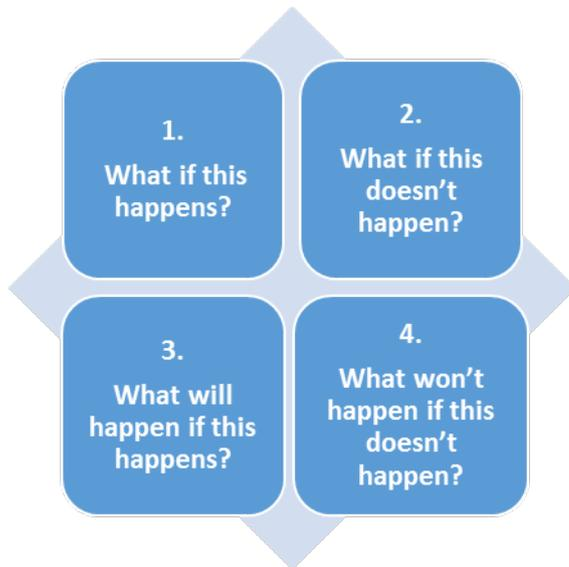 1.
What if this
happens?
2.
What if this
doesn’t
happen?
3.
What will
happen if this
happens?
4.
What won’t
happen if this
doesn’t
happen?